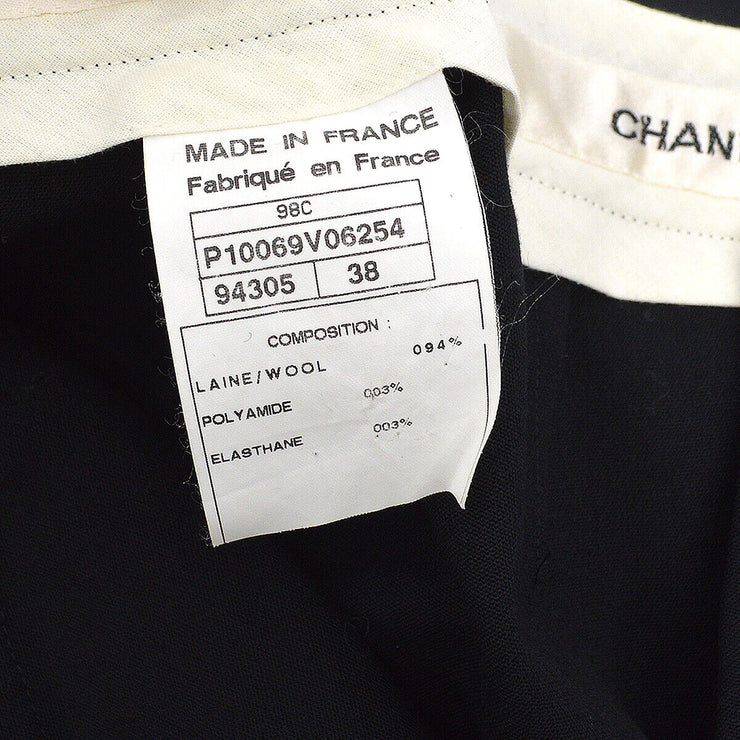 MADE IN FRANCE
Fabriqué en France
98C
P10069V06254
94305 38
COMPOSITION :
LAINE/WOOL 094%
POLYAMIDE 003%
ELASTHANE 003%
CHAN